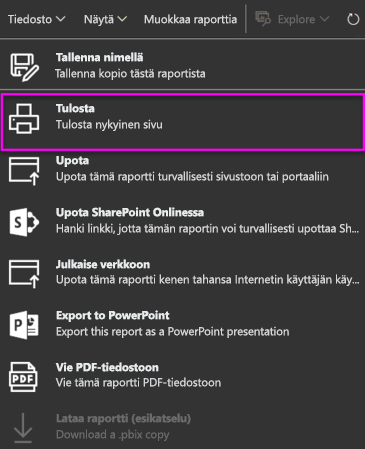 Tiedosto Näytä Muokkaa raporttia Explore
Tallenna nimellä
Tallenna kopio tästä raportista
Tulosta
Tulosta nykyinen sivu
Upota
Upota tämä raportti turvallisesti sivustoon tai portaaliin
Upota SharePoint Onlinessa
Hanki linkki, jotta tämän raportin voi turvallisesti upottaa Sh...
Julkaise verkkoon
Upota tämä raportti kenen tahansa Internetin käyttäjän käy...
Export to PowerPoint
Export this report as a PowerPoint presentation
Vie PDF-tiedostoon
Vie tämä raportti PDF-tiedostoon
Lataa raportti (esikatselu)
Download a .pbix copy